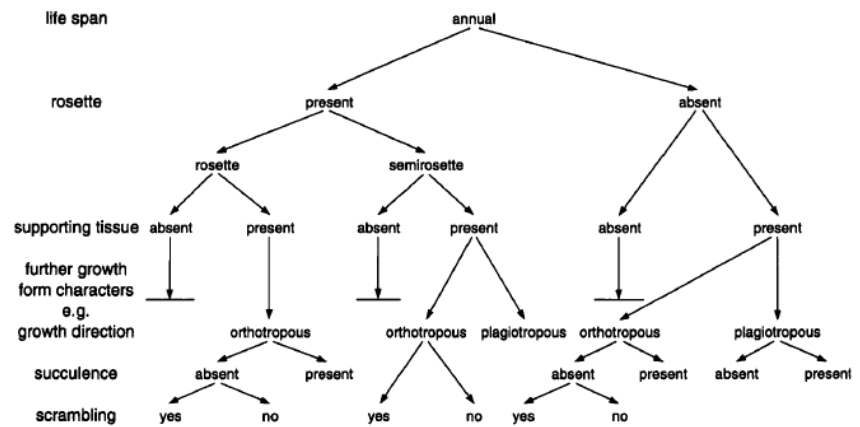 life span annual
rosette present absent
rosette semirosette
supporting tissue absent present absent present absent present
further growth
form characters
e.g.
growth direction orthotropous orthotropous plagiotropous orthotropous plagiotropous
succulence absent present absent present absent present
scrambling yes no yes no yes no